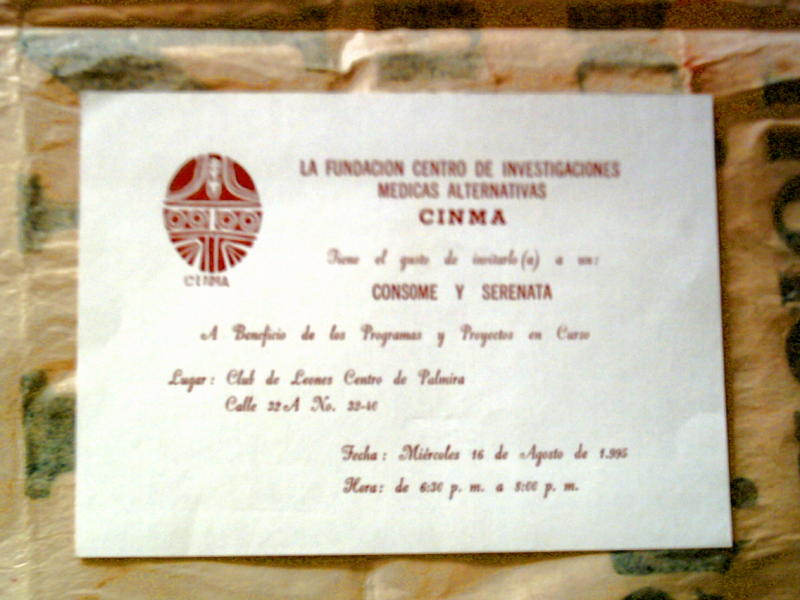 LA FUNDACION CENTRO DE INVESTIGACIONES
MEDICAS ALTERNATIVAS
CINMA
CINMA
Tiene el gusto de invitarlo(a) a un:
CONSOME Y SERENATA
A Beneficio de los Programas y Proyectos en Curso
Lugar: Club de Leones Centro de Palmira
Calle 32A No. 32-40
Fecha: Miércoles 16 de Agosto de 1.995
Hora: de 6:30 p. m. a 8:00 p. m.